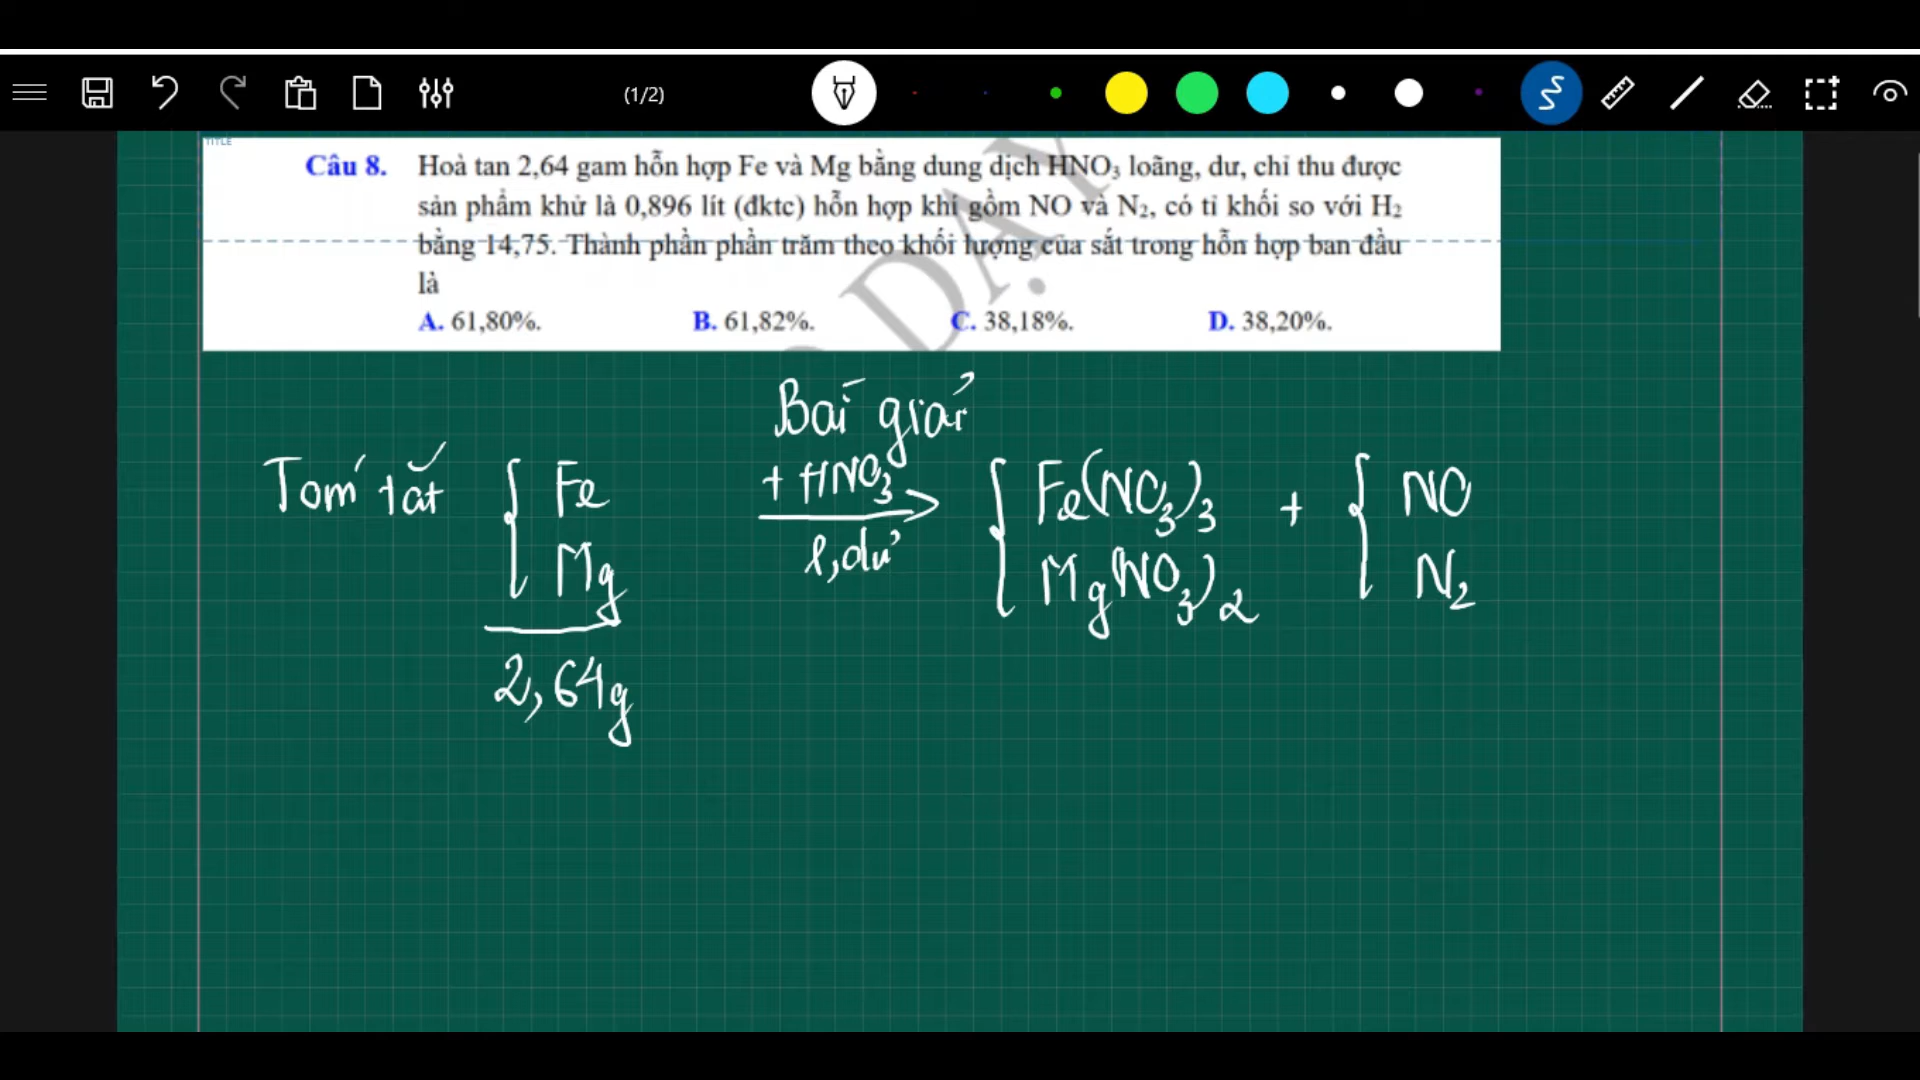 (1/2)
TITLE
Câu 8. Hoà tan 2,64 gam hỗn hợp Fe và Mg bằng dung dịch HNO₃ loãng, dư, chỉ thu được
sản phẩm khử là 0,896 lít (đktc) hỗn hợp khí gồm NO và N₂, có tỉ khối so với H₂
bằng 14,75. Thành phần phần trăm theo khối lượng của sắt trong hỗn hợp ban đầu
là
A. 61,80%. B. 61,82%. C. 38,18%. D. 38,20%.
DẠY
Bài giải
Tóm tắt { Fe + HNO₃ → { Fe(NO₃)₃ + { NO
Mg l, dư Mg(NO₃)₂ N₂
2,64g